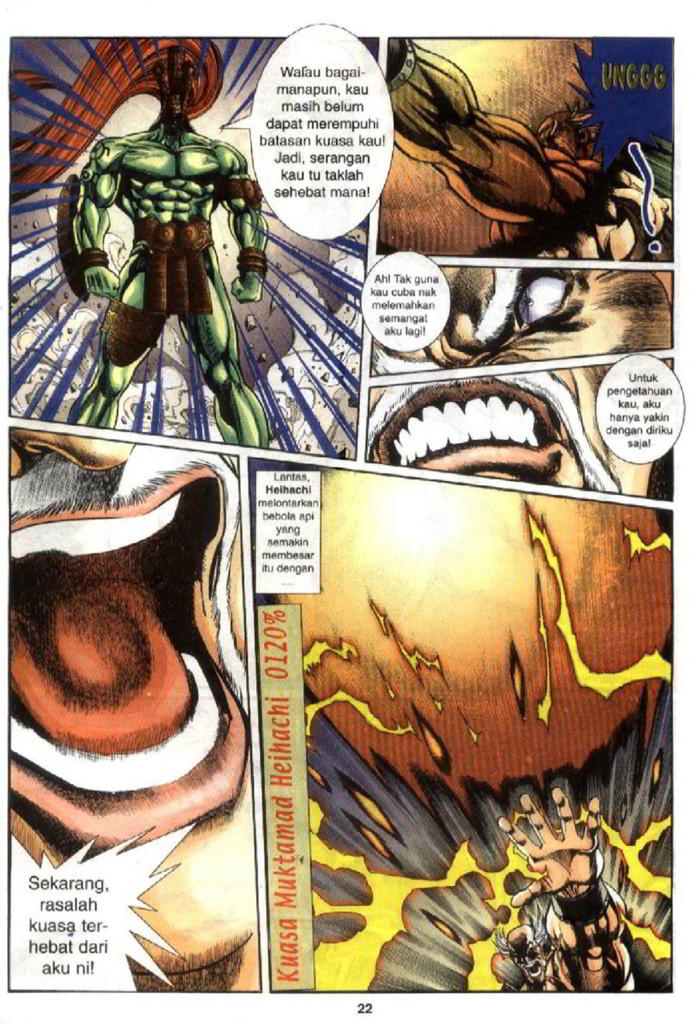 Walau bagai-
manapun, kau
masih belum
dapat merempuhi
batasan kuasa kau!
Jadi, serangan
kau tu taklah
sehebat mana!
UNGGG
!
Ah! Tak guna
kau cuba nak
melemahkan
semangat
aku lagi!
Untuk
pengetahuan
kau, aku
hanya yakin
dengan diriku
saja!
Sekarang,
rasalah
kuasa ter-
hebat dari
aku ni!
Lantas,
Heihachi
melontarkan
bebola api
yang
semakin
membesar
itu dengan
....
Kuasa Muktamad Heihachi 0120%
22